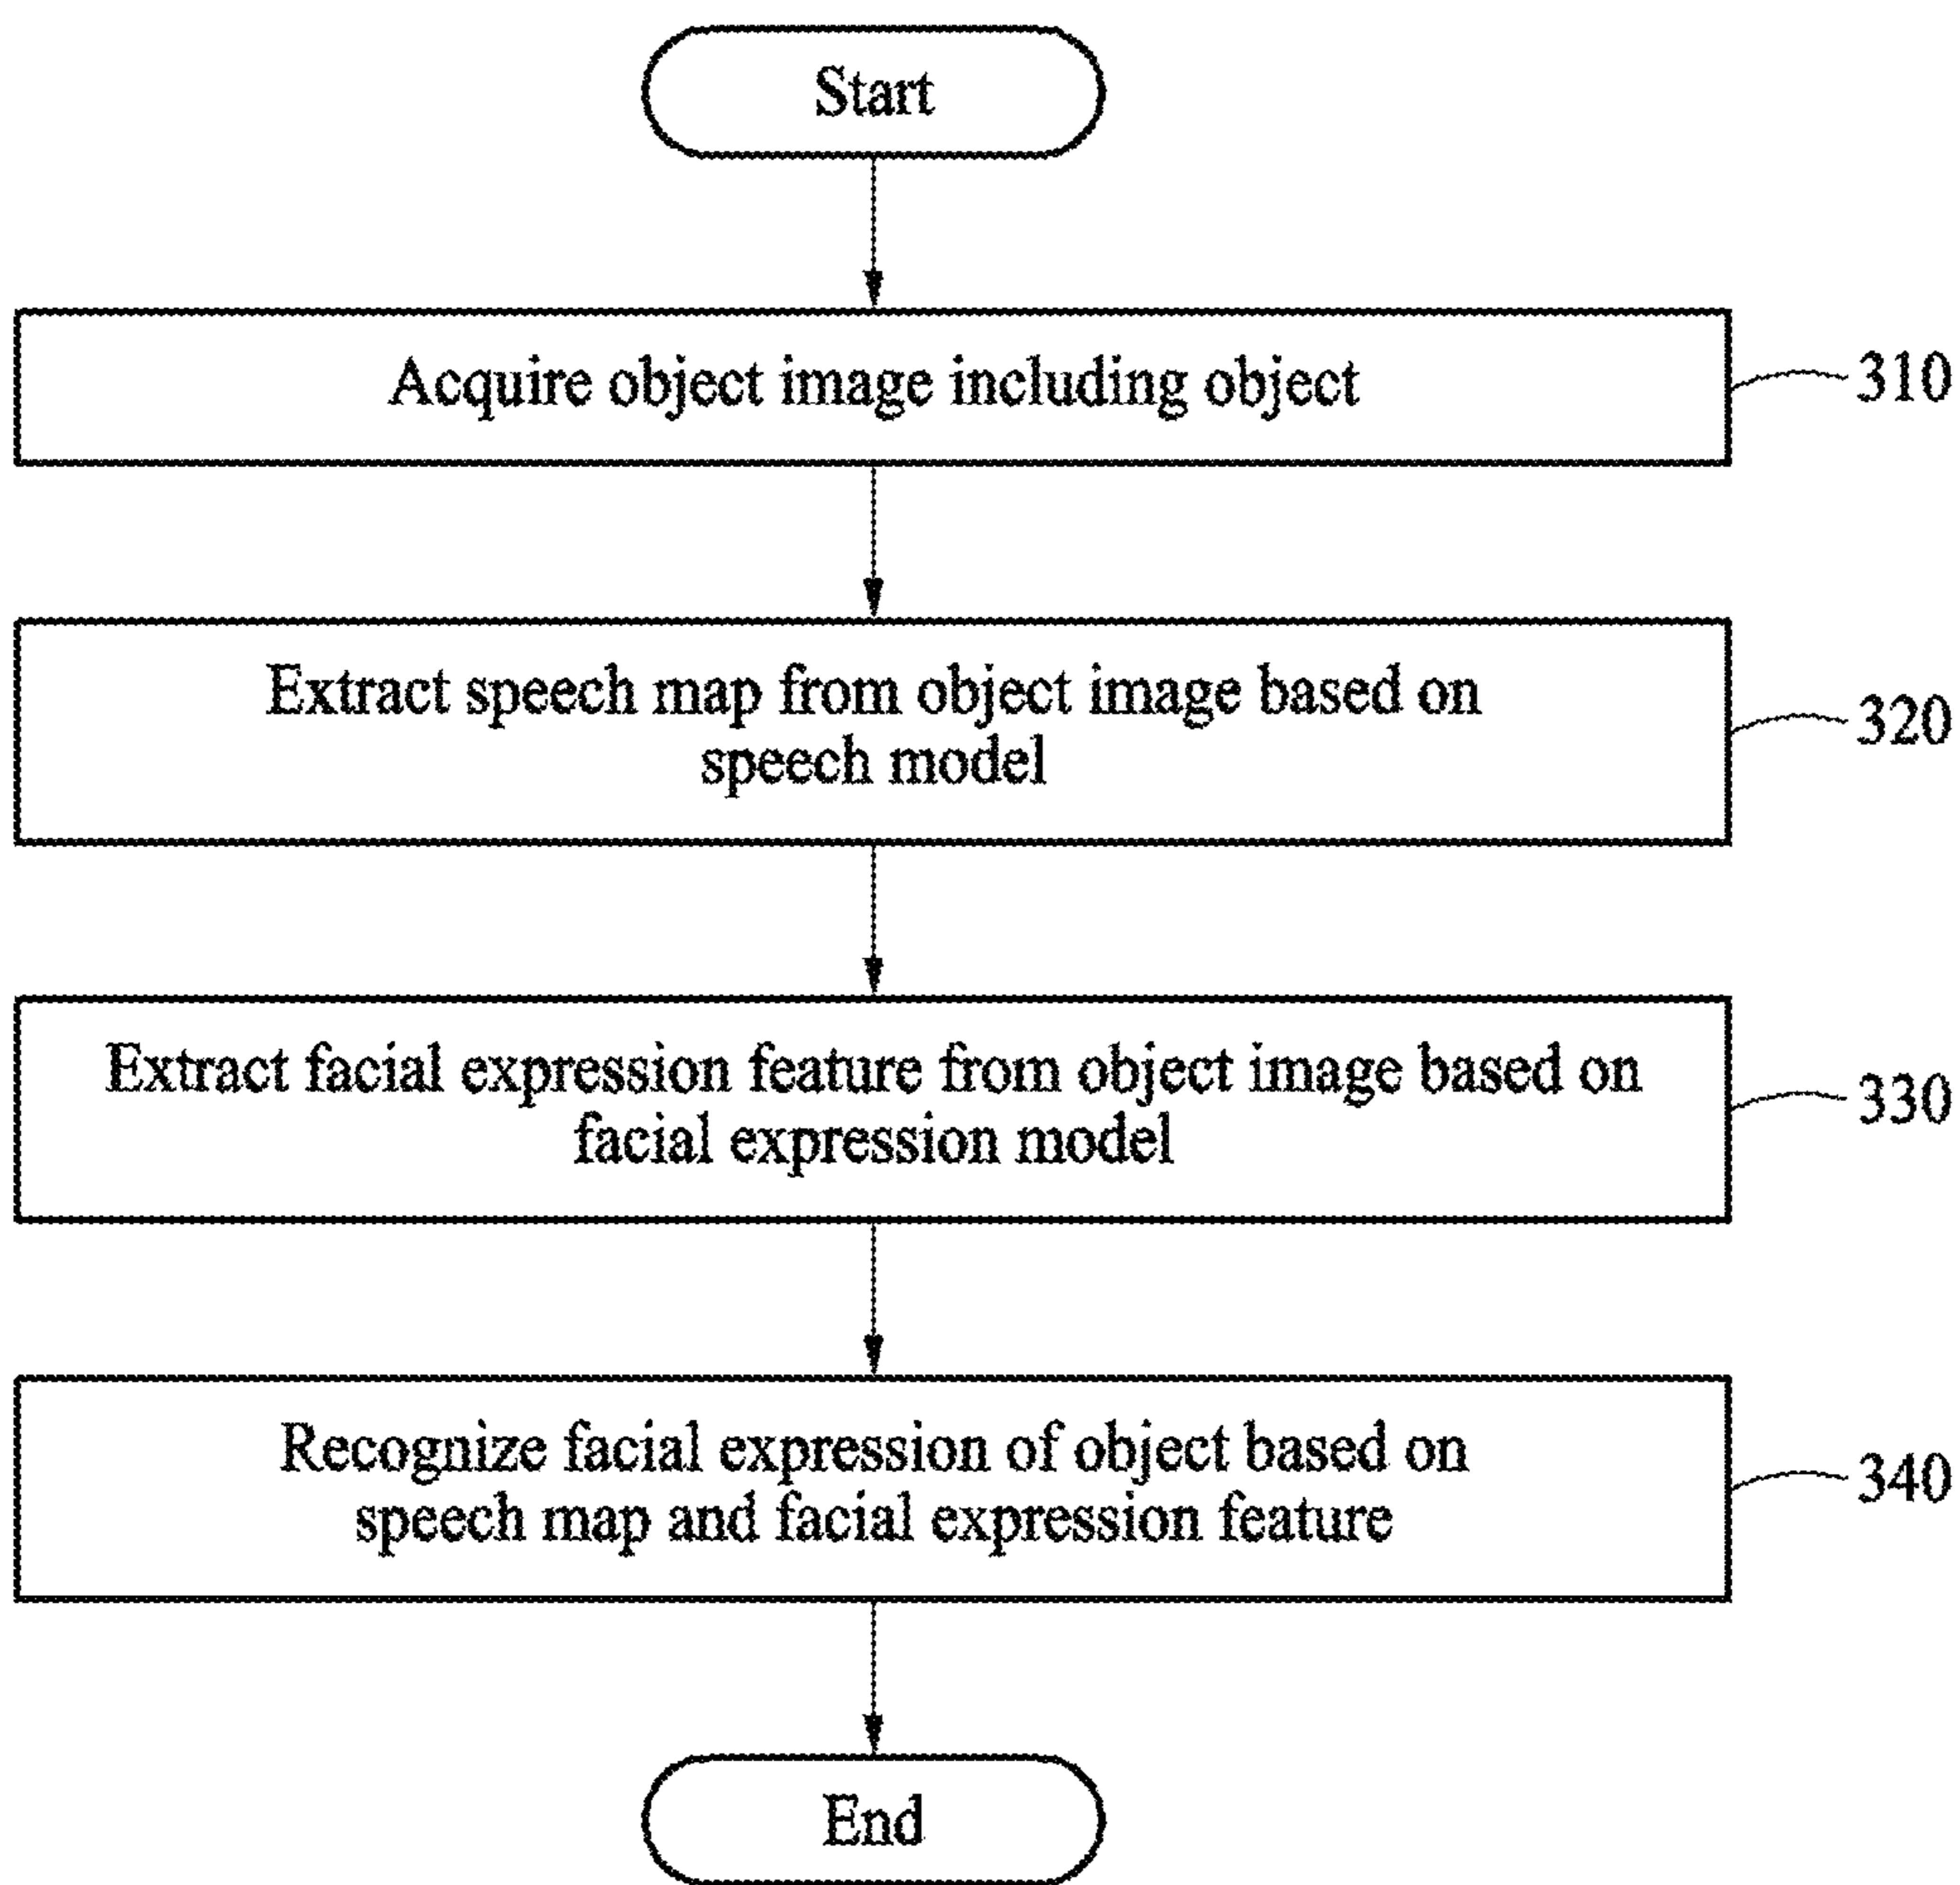 Start
Acquire object image including object
310
Extract speech map from object image based on
speech model
320
Extract facial expression feature from object image based on
facial expression model
330
Recognize facial expression of object based on
speech map and facial expression feature
340
End